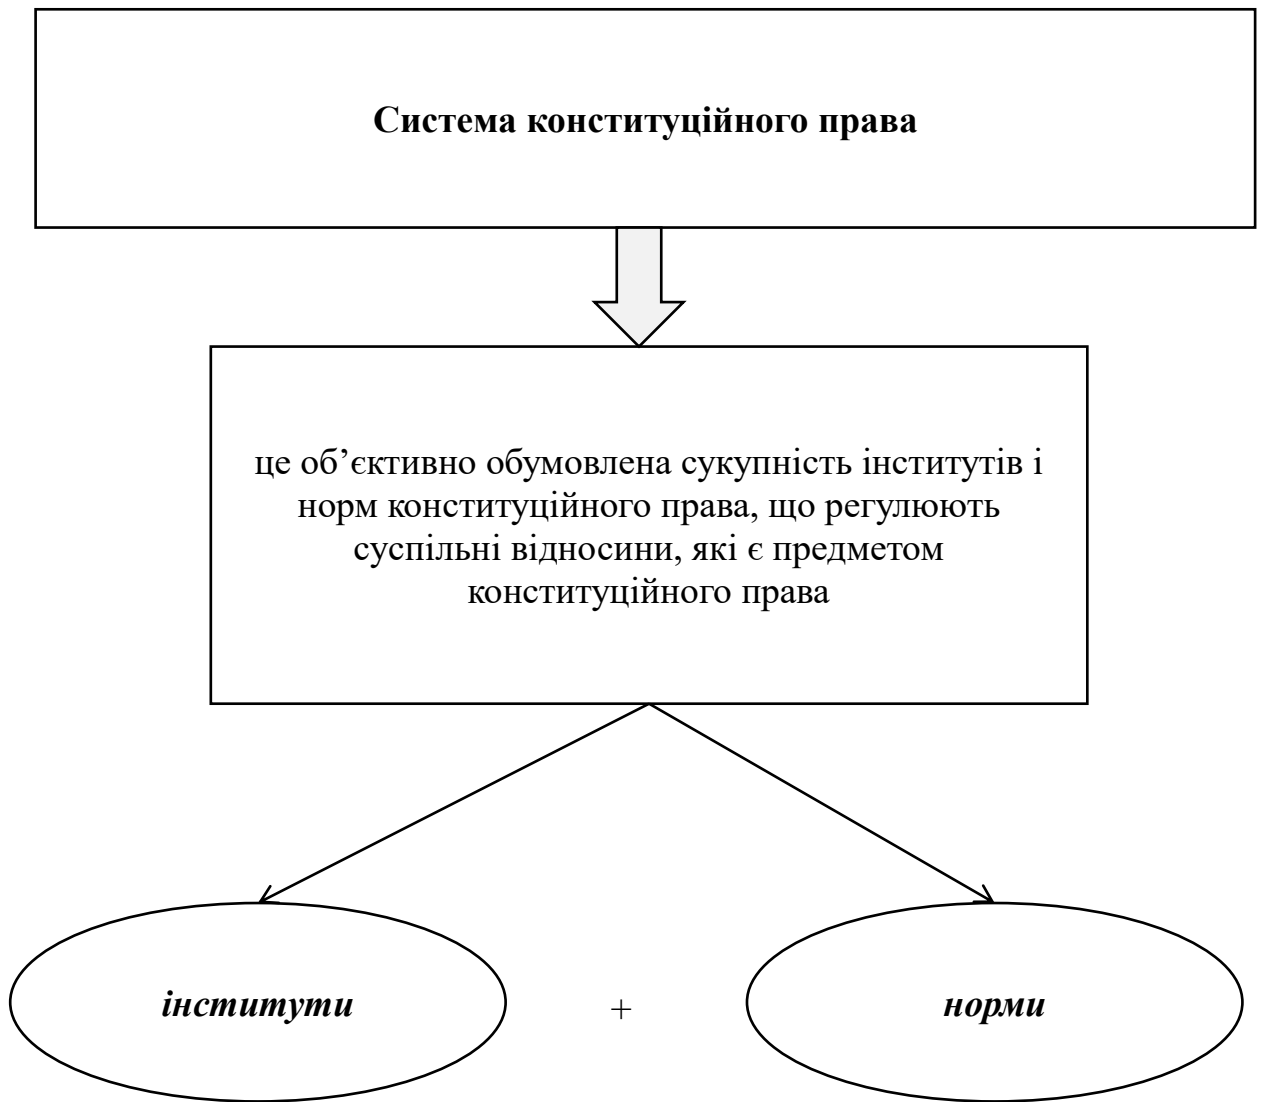 Система конституційного права
це об’єктивно обумовлена сукупність інститутів і
норм конституційного права, що регулюють
суспільні відносини, які є предметом
конституційного права
інститути
+
норми